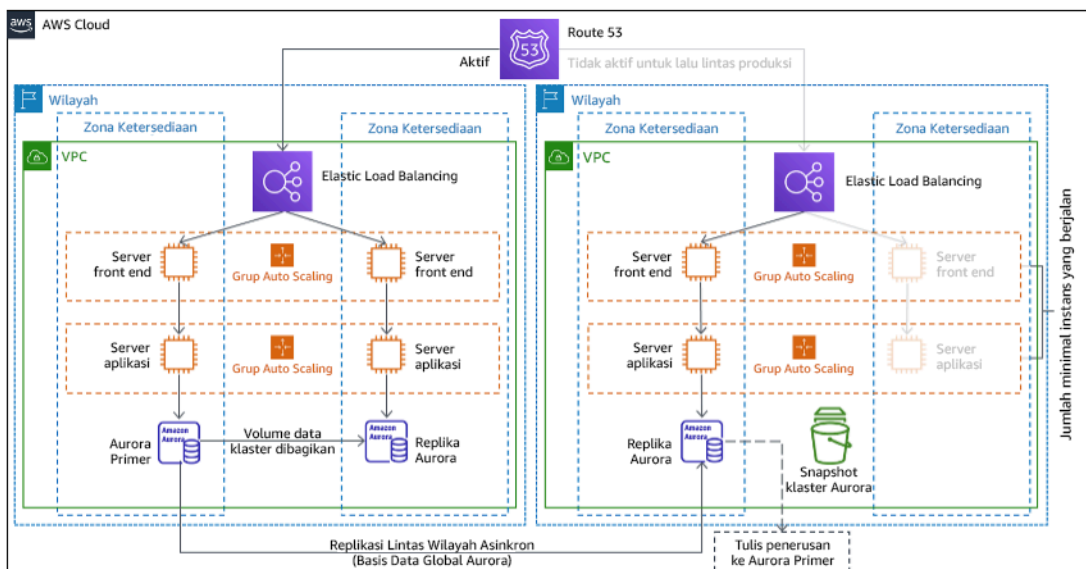 aws
AWS Cloud
Route 53
53
Aktif
Tidak aktif untuk lalu lintas produksi
Wilayah
Zona Ketersediaan
Zona Ketersediaan
VPC
Elastic Load Balancing
Server
front end
Grup Auto Scaling
Server
front end
Server
aplikasi
Grup Auto Scaling
Server
aplikasi
Aurora
Primer
Amazon
Aurora
Volume data
klaster dibagikan
Amazon
Aurora
Replika
Aurora
Wilayah
Zona Ketersediaan
Zona Ketersediaan
VPC
Elastic Load Balancing
Server
front end
Grup Auto Scaling
Server
front end
Server
aplikasi
Grup Auto Scaling
Server
aplikasi
Replika
Aurora
Amazon
Aurora
Snapshot
klaster Aurora
Jumlah minimal instans yang berjalan
Replikasi Lintas Wilayah Asinkron
(Basis Data Global Aurora)
Tulis penerusan
ke Aurora Primer